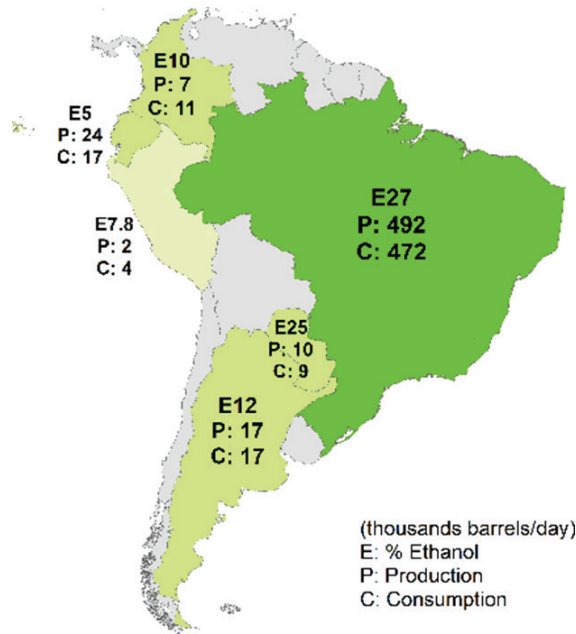 E10
P: 7
C: 11
E5
P: 24
C: 17
E27
P: 492
C: 472
E7.8
P: 2
C: 4
E25
P: 10
C: 9
E12
P: 17
C: 17
(thousands barrels/day)
E: % Ethanol
P: Production
C: Consumption